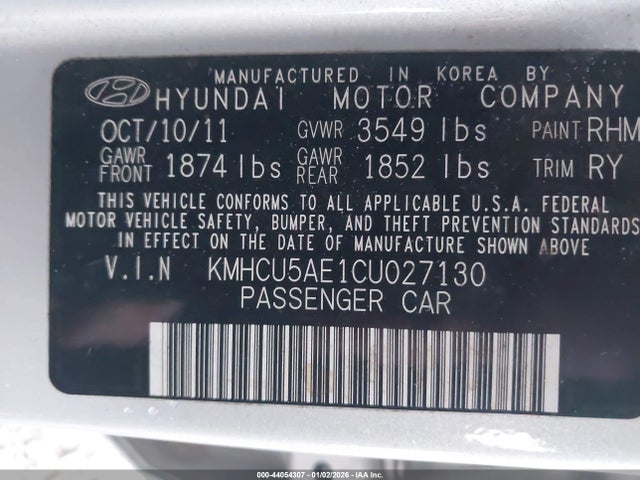 MANUFACTURED IN KOREA BY
HYUNDAI MOTOR COMPANY
OCT/10/11 GVWR 3549 lbs PAINT RHM
GAWR FRONT 1874 lbs GAWR REAR 1852 lbs TRIM RY
THIS VEHICLE CONFORMS TO ALL APPLICABLE U.S.A. FEDERAL
MOTOR VEHICLE SAFETY, BUMPER, AND THEFT PREVENTION STANDARDS
IN EFFECT ON THE DATE OF MANUFACTURE SHOWN ABOVE
V.I.N KMHCU5AE1CU027130
PASSENGER CAR
000-44054307 - 01/02/2026 - IAA Inc.